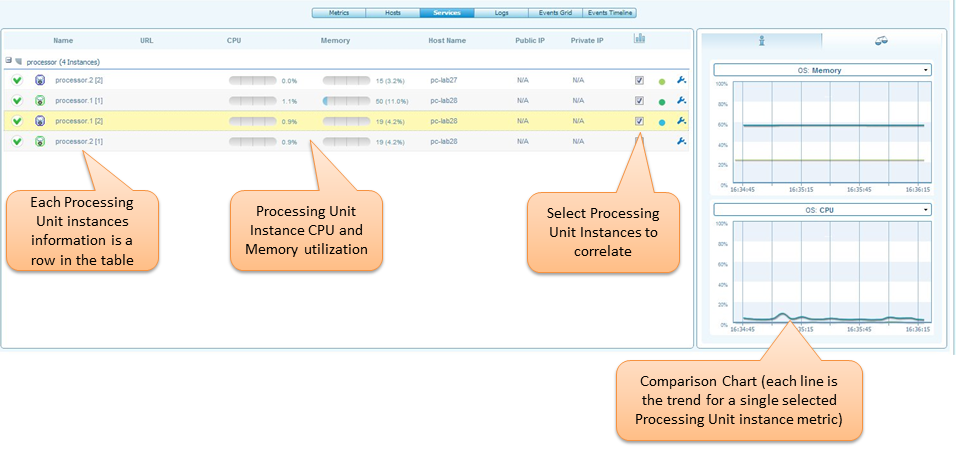 Metrics Hosts Services Logs Events Grid Events Timeline
Name URL CPU Memory Host Name Public IP Private IP
processor (4 Instances)
processor.2 [2] 0.0% 15 (3.2%) pc-lab27 N/A N/A
processor.1 [1] 1.1% 50 (11.0%) pc-lab28 N/A N/A
processor.1 [2] 0.9% 19 (4.2%) pc-lab28 N/A N/A
processor.2 [1] 0.9% 19 (4.2%) pc-lab28 N/A N/A
OS: Memory
100%
80%
60%
40%
20%
0%
16:34:45 16:35:15 16:35:45 16:36:15
OS: CPU
100%
80%
60%
40%
20%
0%
16:34:45 35:15 16:35:45 16:36:15
Each Processing
Unit instances
information is a
row in the table
Processing Unit
Instance CPU and
Memory utilization
Select Processing
Unit Instances to
correlate
Comparison Chart (each line is
the trend for a single selected
Processing Unit instance metric)